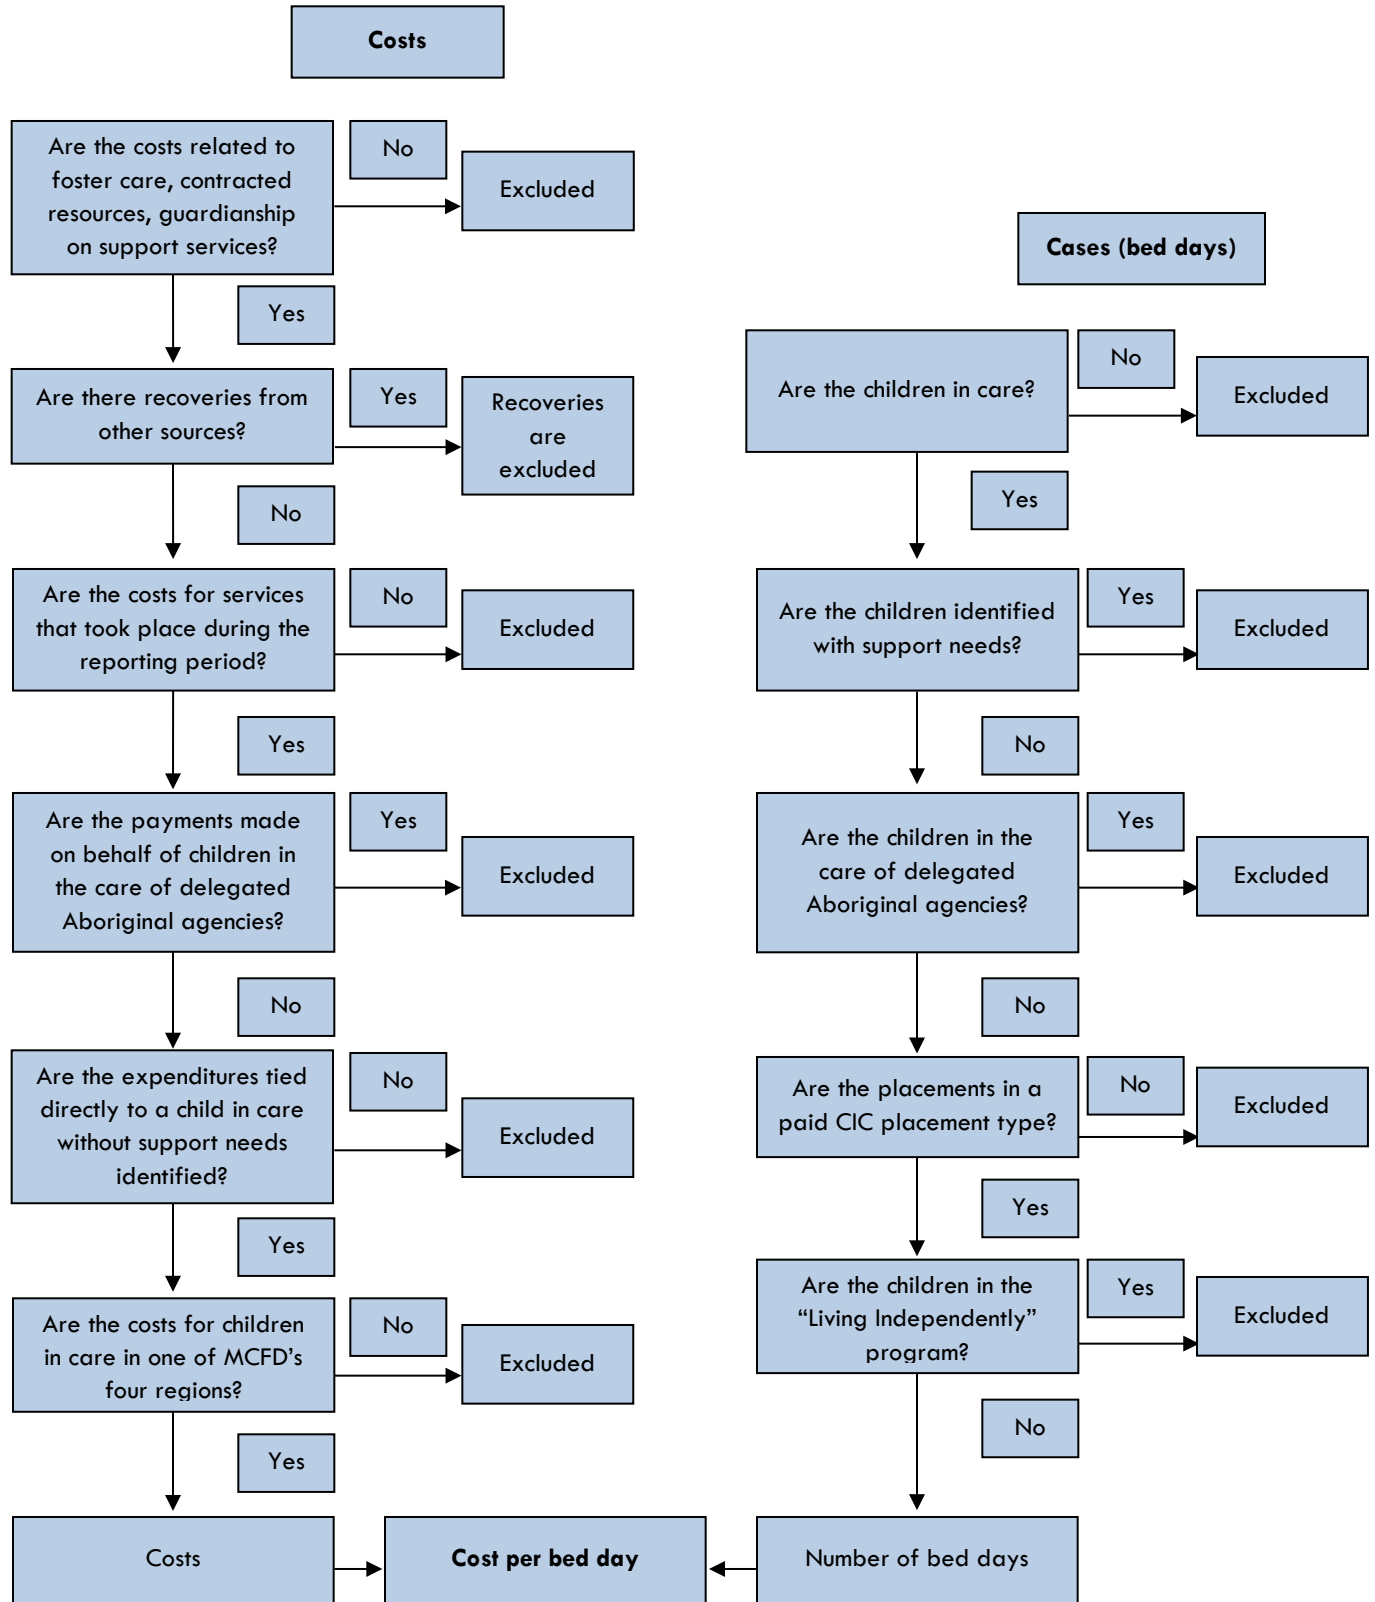 Costs
Are the costs related to
foster care, contracted
resources, guardianship
on support services?
No
Excluded
Yes
Are there recoveries from
other sources?
Yes
Recoveries
are
excluded
No
Are the costs for services
that took place during the
reporting period?
No
Excluded
Yes
Are the payments made
on behalf of children in
the care of delegated
Aboriginal agencies?
Yes
Excluded
No
Are the expenditures tied
directly to a child in care
without support needs
identified?
No
Excluded
Yes
Are the costs for children
in care in one of MCFD's
four regions?
No
Excluded
Yes
Costs
Cost per bed day
Cases (bed days)
Are the children in care?
No
Excluded
Yes
Are the children identified
with support needs?
Yes
Excluded
No
Are the children in the
care of delegated
Aboriginal agencies?
Yes
Excluded
No
Are the placements in a
paid CIC placement type?
No
Excluded
Yes
Are the children in the
“Living Independently”
program?
Yes
Excluded
No
Number of bed days